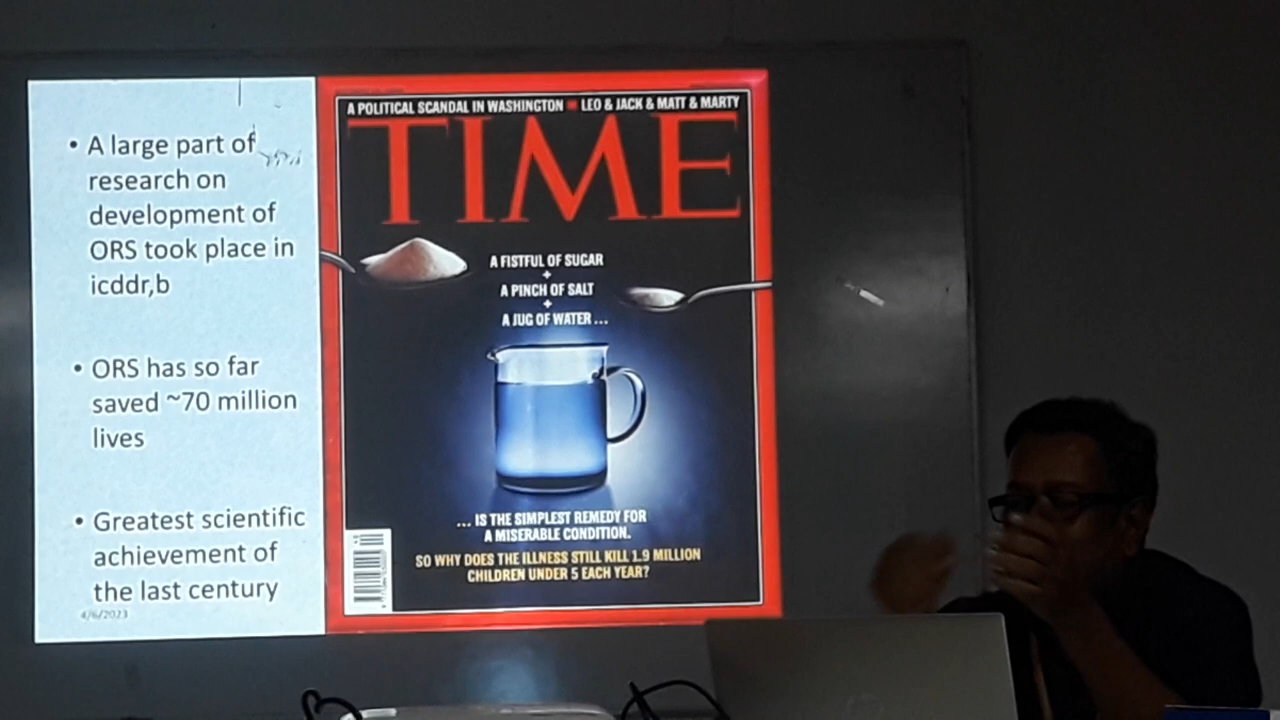 • A large part of
research on
development of
ORS took place in
icddr,b
• ORS has so far
saved ~70 million
lives
• Greatest scientific
achievement of
the last century
4/6/2023
A POLITICAL SCANDAL IN WASHINGTON ■ LEO & JACK & MATT & MARTY
TIME
A FISTFUL OF SUGAR
+
A PINCH OF SALT
+
A JUG OF WATER ...
... IS THE SIMPLEST REMEDY FOR
A MISERABLE CONDITION.
SO WHY DOES THE ILLNESS STILL KILL 1.9 MILLION
CHILDREN UNDER 5 EACH YEAR?